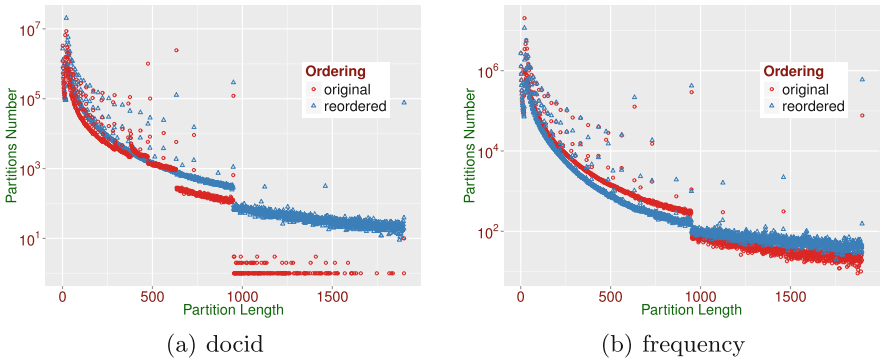 Partitions Number
10^7
10^5
10^3
10^1
0
500
1000
1500
Partition Length
Ordering
original
reordered
(a) docid
Partitions Number
10^6
10^4
10^2
0
500
1000
1500
Partition Length
Ordering
original
reordered
(b) frequency